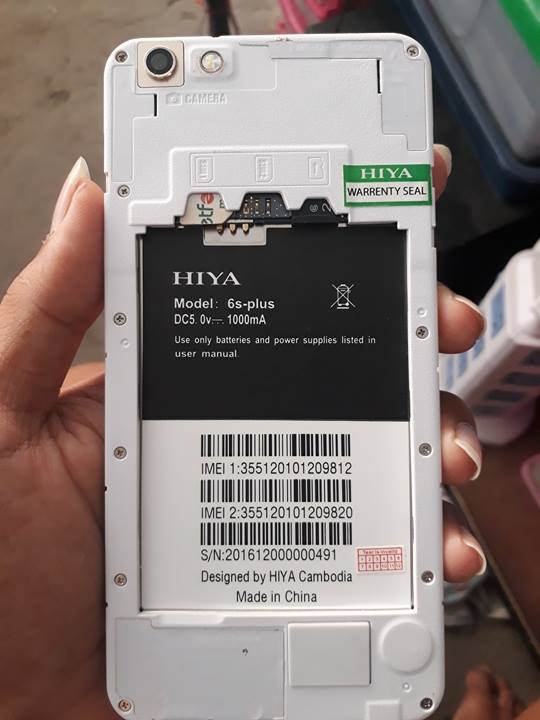 CAMERA
HIYA
WARRENTY SEAL
HIYA
Model: 6s-plus
DC5.0v⎓1000mA
Use only batteries and power supplies listed in
user manual.
IMEI 1:355120101209812
IMEI 2:355120101209820
S/N:201612000000491
Designed by HIYA Cambodia
Made in China